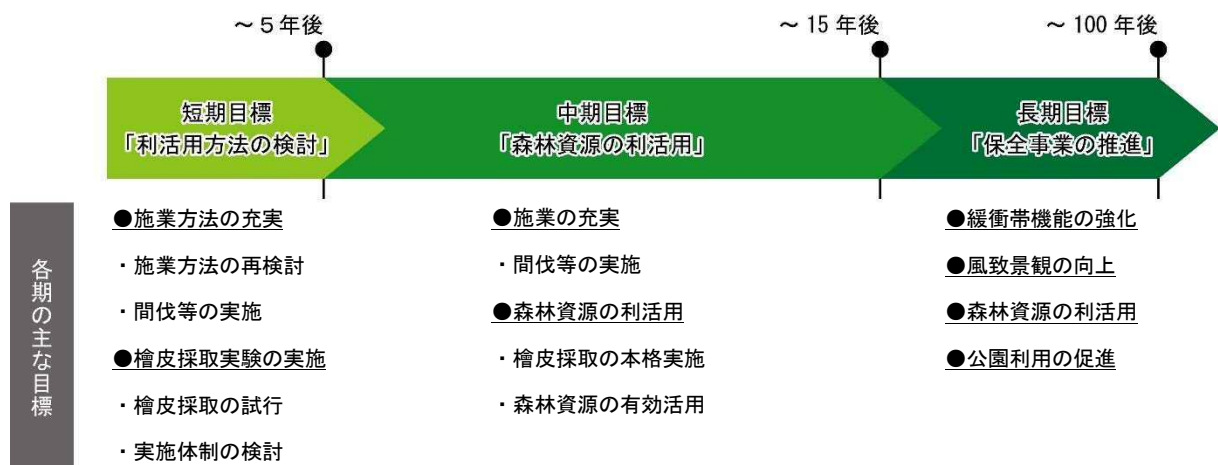 ～５年後
～15年後
～100年後
短期目標
「利活用方法の検討」
中期目標
「森林資源の利活用」
長期目標
「保全事業の推進」
各期の主な目標
●施業方法の充実
・施業方法の再検討
・間伐等の実施
●檜皮採取実験の実施
・檜皮採取の試行
・実施体制の検討
●施業の充実
・間伐等の実施
●森林資源の利活用
・檜皮採取の本格実施
・森林資源の有効活用
●緩衝帯機能の強化
●風致景観の向上
●森林資源の利活用
●公園利用の促進